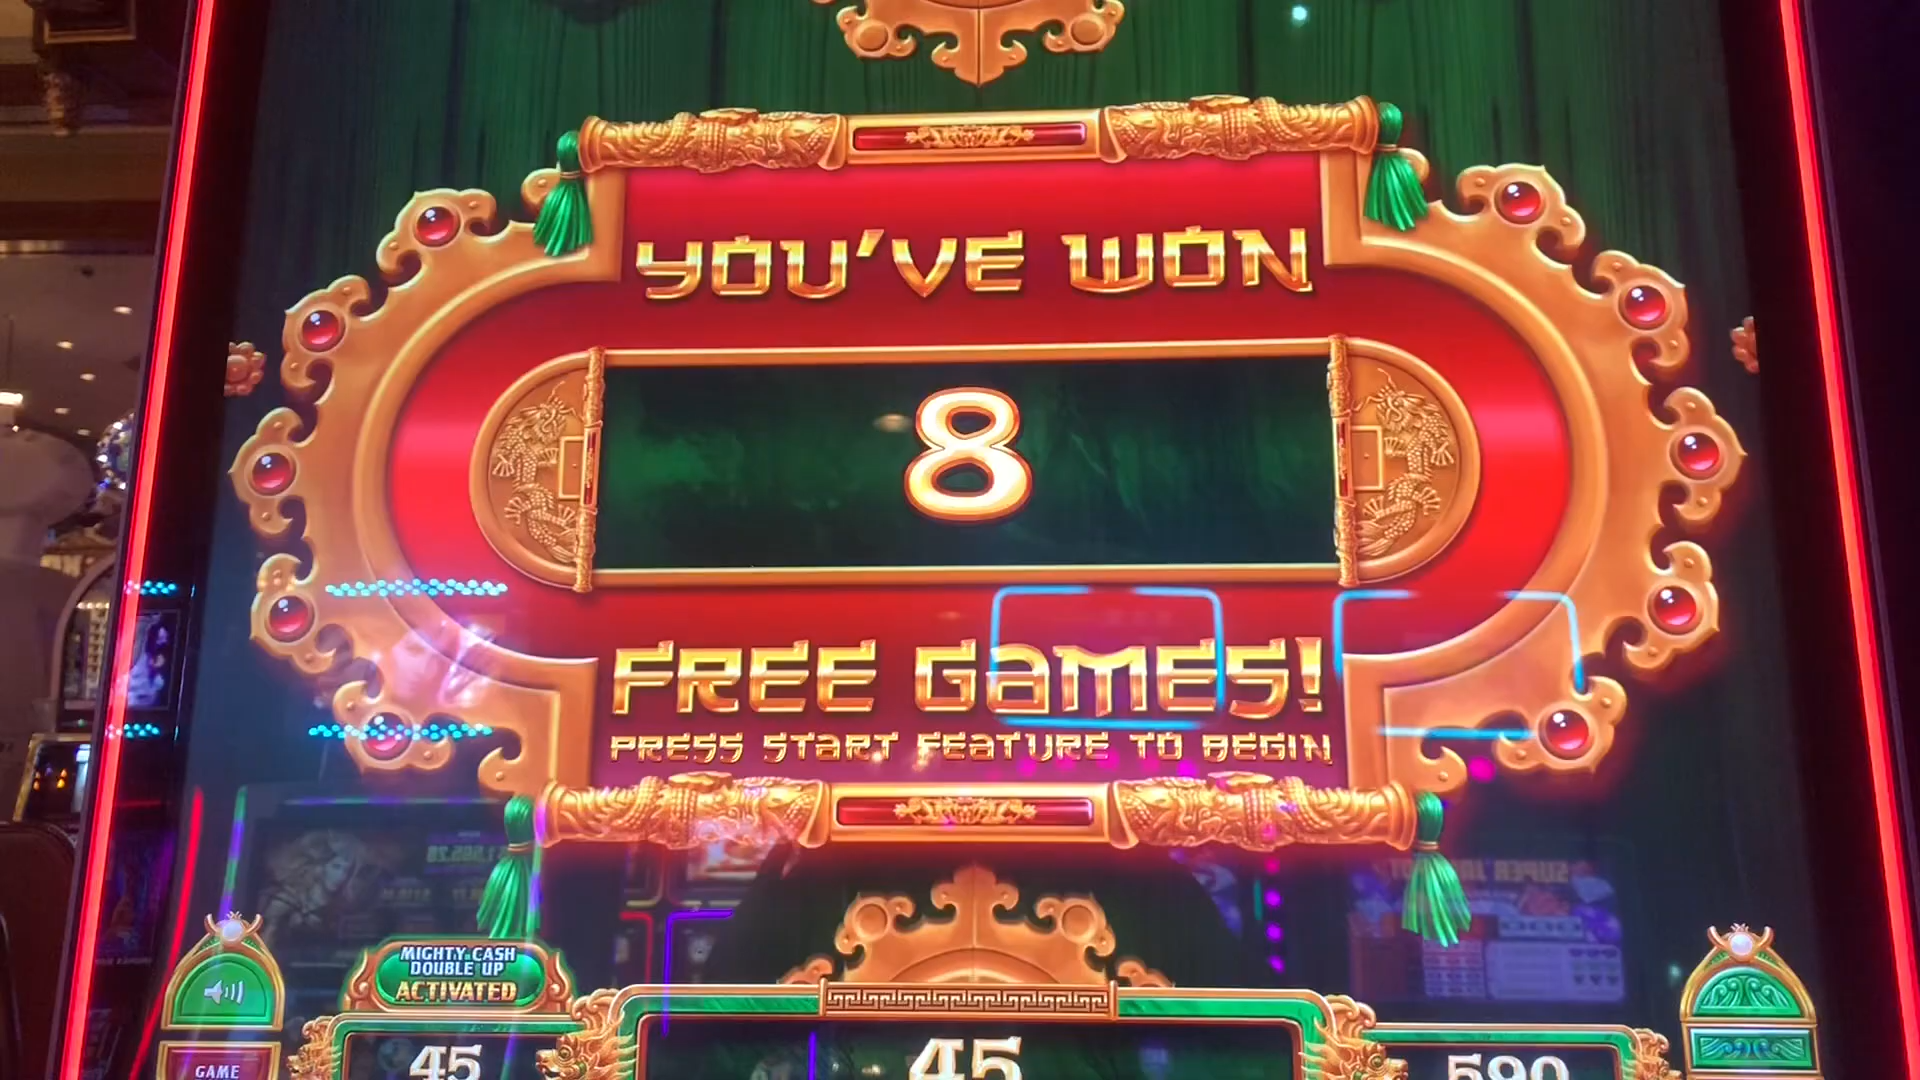 YOU'VE WON
8
FREE GAMES!
PRESS START FEATURE TO BEGIN
MIGHTY CASH
DOUBLE UP
ACTIVATED
GAME
45
45
590